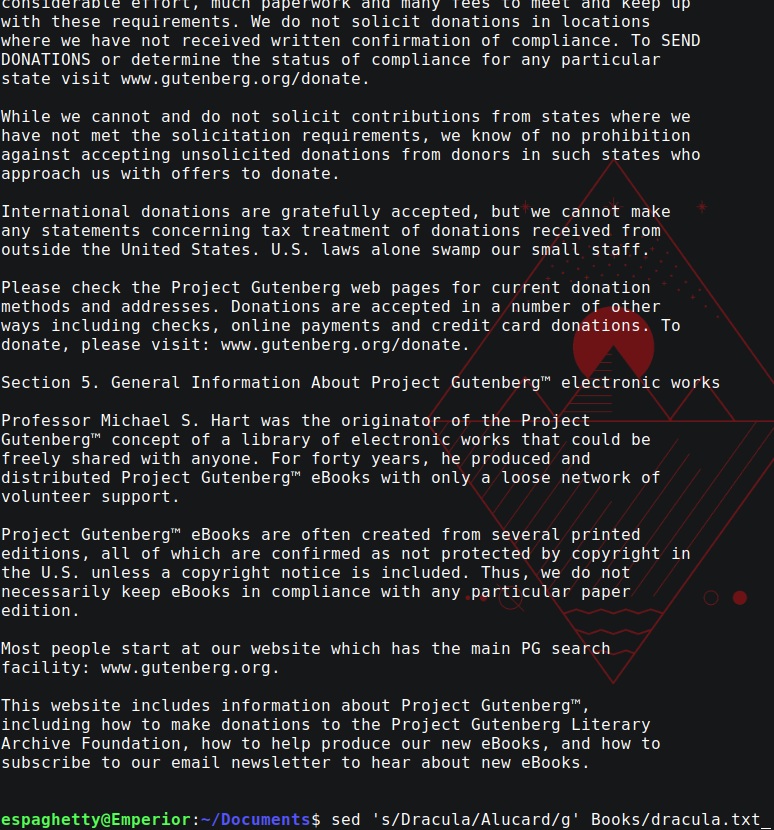 considerable effort, much paperwork and many fees to meet and keep up
with these requirements. We do not solicit donations in locations
where we have not received written confirmation of compliance. To SEND
DONATIONS or determine the status of compliance for any particular
state visit www.gutenberg.org/donate.

While we cannot and do not solicit contributions from states where we
have not met the solicitation requirements, we know of no prohibition
against accepting unsolicited donations from donors in such states who
approach us with offers to donate.

International donations are gratefully accepted, but we cannot make
any statements concerning tax treatment of donations received from
outside the United States. U.S. laws alone swamp our small staff.

Please check the Project Gutenberg web pages for current donation
methods and addresses. Donations are accepted in a number of other
ways including checks, online payments and credit card donations. To
donate, please visit: www.gutenberg.org/donate.

Section 5. General Information About Project Gutenberg™ electronic works

Professor Michael S. Hart was the originator of the Project
Gutenberg™ concept of a library of electronic works that could be
freely shared with anyone. For forty years, he produced and
distributed Project Gutenberg™ eBooks with only a loose network of
volunteer support.

Project Gutenberg™ eBooks are often created from several printed
editions, all of which are confirmed as not protected by copyright in
the U.S. unless a copyright notice is included. Thus, we do not
necessarily keep eBooks in compliance with any particular paper
edition.

Most people start at our website which has the main PG search
facility: www.gutenberg.org.

This website includes information about Project Gutenberg™,
including how to make donations to the Project Gutenberg Literary
Archive Foundation, how to help produce our new eBooks, and how to
subscribe to our email newsletter to hear about new eBooks.

espaghetty@Emperior:~/Documents$ sed 's/Dracula/Alucard/g' Books/dracula.txt_